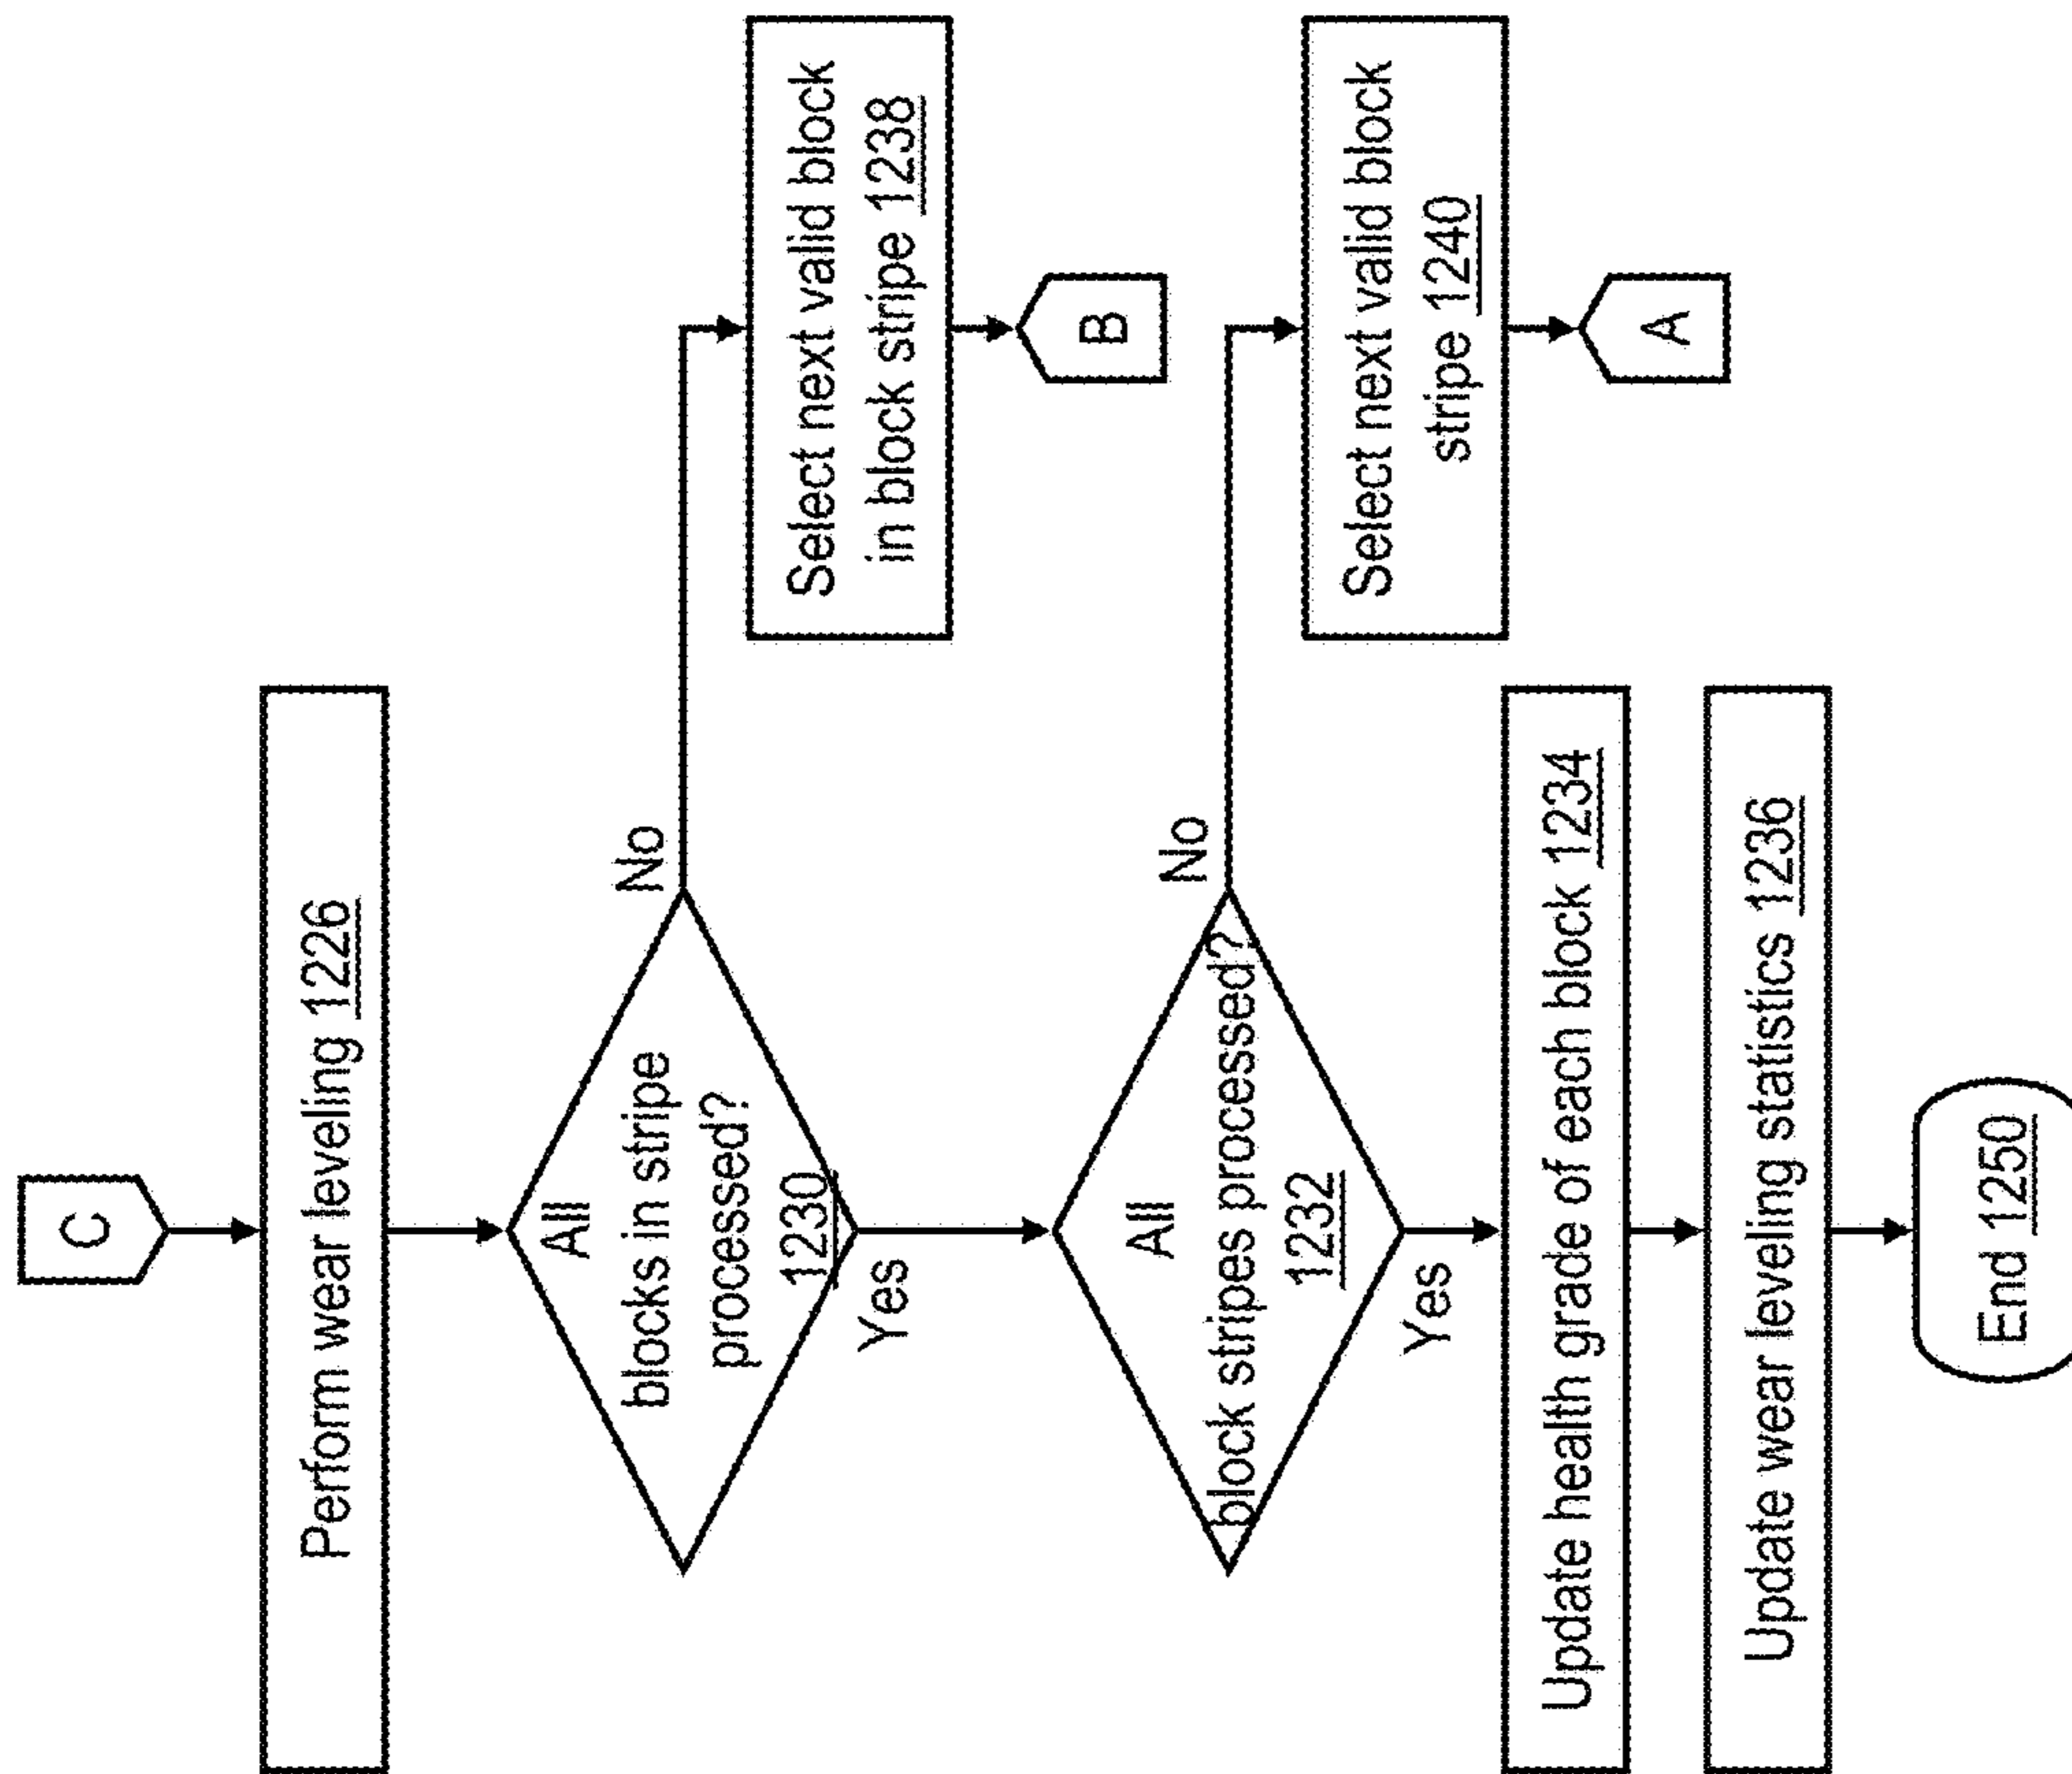 C
Perform wear leveling 1226
All
blocks in stripe
processed?
1230
No
Yes
Select next valid block
in block stripe 1238
B
All
block stripes processed?
1232
No
Yes
Select next valid block
stripe 1240
A
Update health grade of each block 1234
Update wear leveling statistics 1236
End 1250